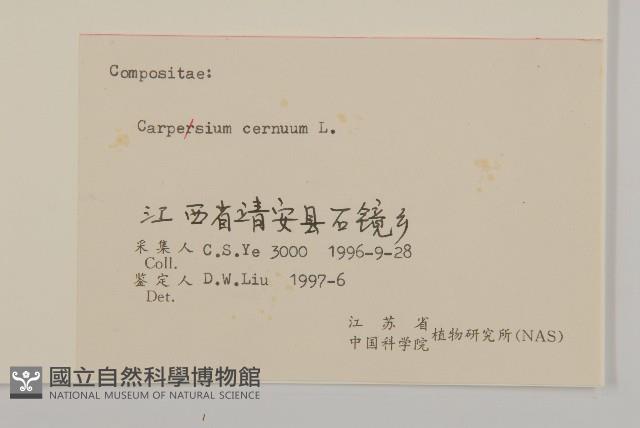 Compositae:
Carpersium cernuum L.
江西省靖安县石镜乡
采集人 C.S.Ye 3000 1996-9-28
Coll.
鉴定人 D.W.Liu 1997-6
Det.
江苏省
中国科学院 植物研究所(NAS)
國立自然科學博物館
NATIONAL MUSEUM OF NATURAL SCIENCE